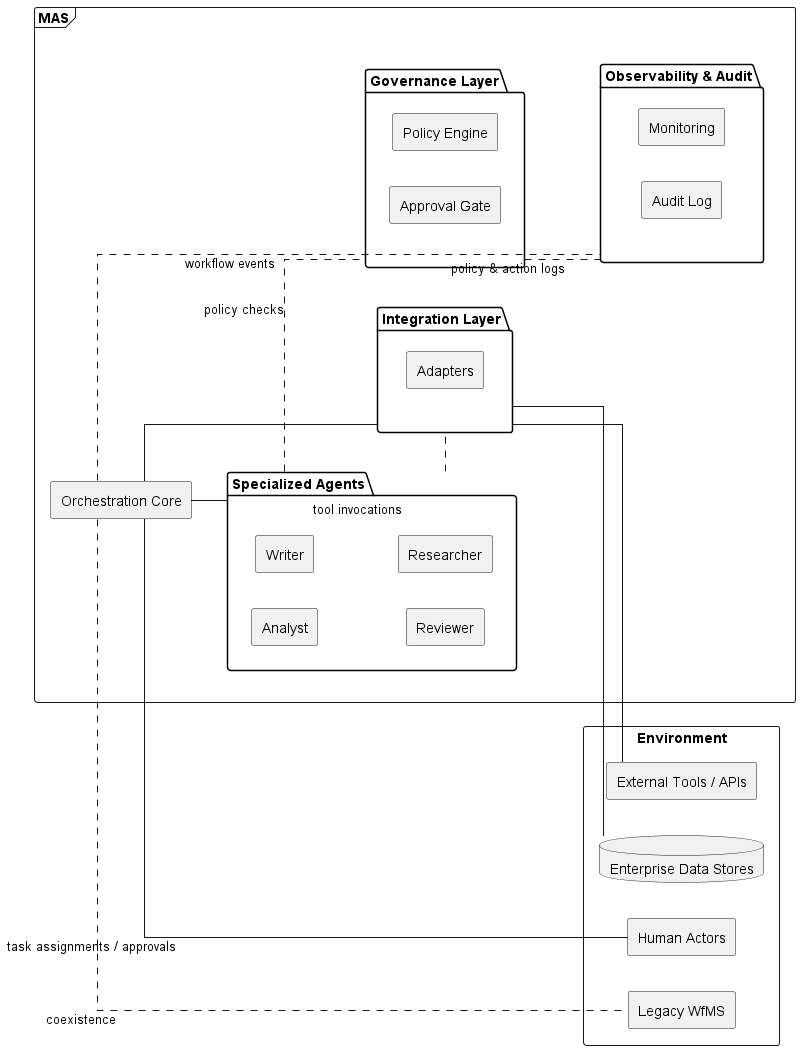 MAS
Governance Layer
Observability & Audit
Policy Engine
Monitoring
Approval Gate
Audit Log
workflow events
policy & action logs
policy checks
Integration Layer
Adapters
Specialized Agents
Orchestration Core
tool invocations
Writer
Researcher
Analyst
Reviewer
Environment
External Tools / APIs
Enterprise Data Stores
Human Actors
task assignments / approvals
Legacy WfMS
coexistence